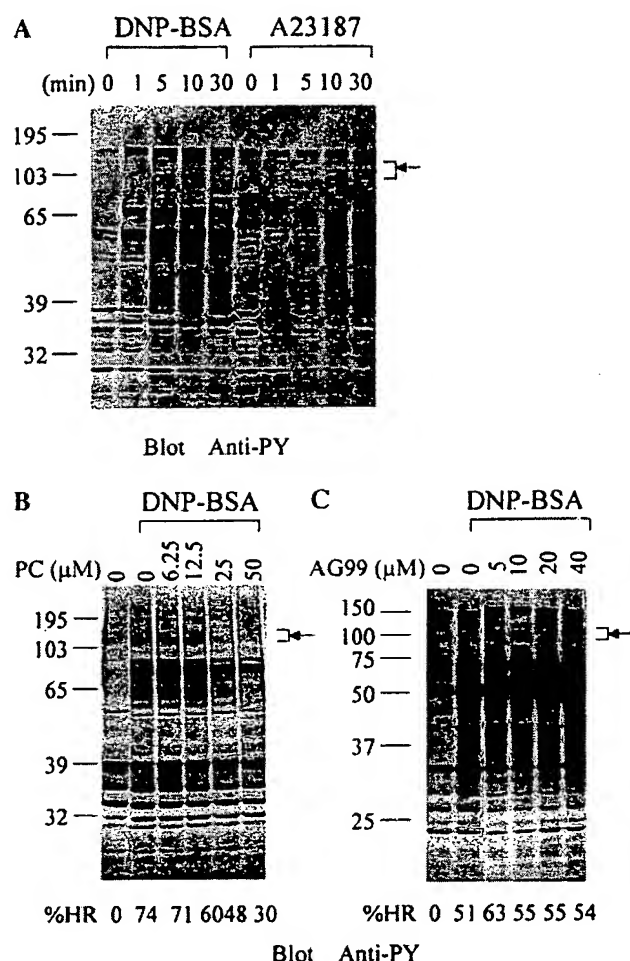 A
DNP-BSA A23187
(min) 0 1 5 10 30 0 1 5 10 30
195
103
65
39
32
Blot Anti-PY
B
DNP-BSA
PC (μM) 0 0 6.25 12.5 25 50
195
103
65
39
32
%HR 0 74 71 6048 30
C
DNP-BSA
AG99 (μM) 0 0 5 10 20 40
150
100
75
50
37
25
%HR 0 51 63 55 55 54
Blot Anti-PY